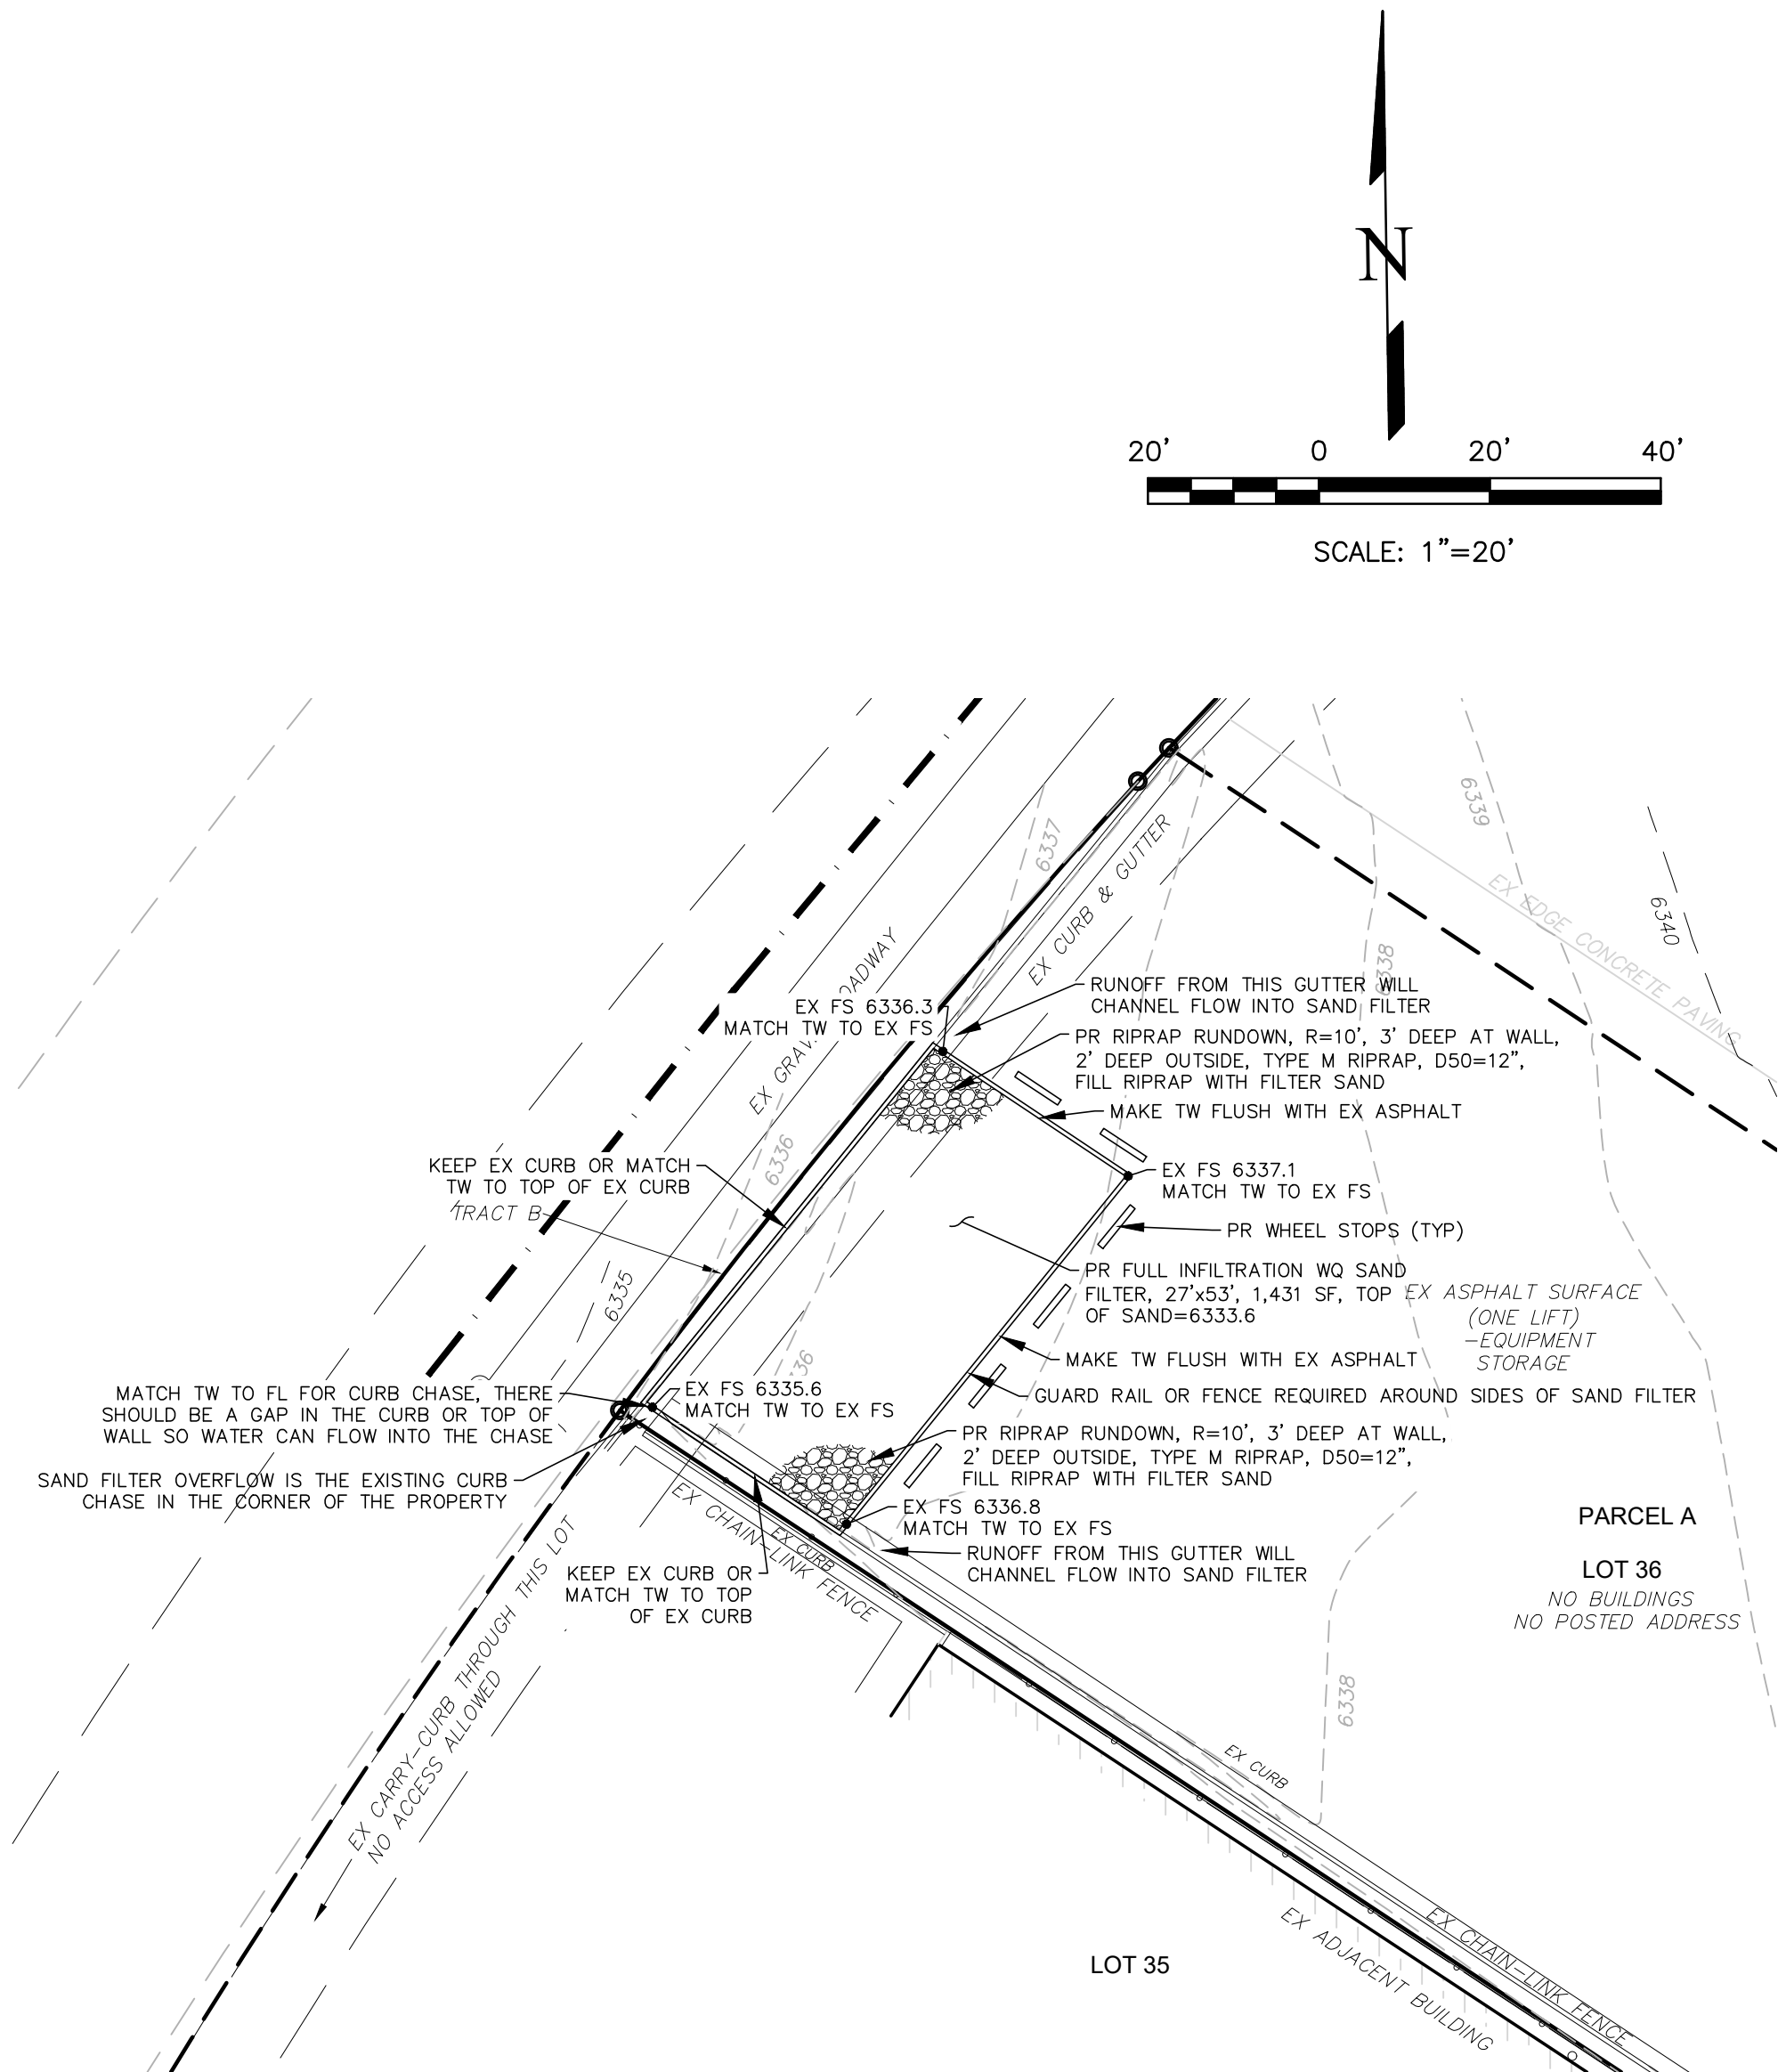 N
20' 0 20' 40'
SCALE: 1"=20'
6337
6339
EX CURB & GUTTER
EX EDGE CONCRETE PAVING
6340
6338
EX GRAV
OADWAY
EX FS 6336.3
MATCH TW TO EX FS
RUNOFF FROM THIS GUTTER WILL
CHANNEL FLOW INTO SAND FILTER
PR RIPRAP RUNDOWN, R=10', 3' DEEP AT WALL,
2' DEEP OUTSIDE, TYPE M RIPRAP, D50=12",
FILL RIPRAP WITH FILTER SAND
MAKE TW FLUSH WITH EX ASPHALT
6336
KEEP EX CURB OR MATCH
TW TO TOP OF EX CURB
TRACT B
EX FS 6337.1
MATCH TW TO EX FS
PR WHEEL STOPS (TYP)
PR FULL INFILTRATION WQ SAND
FILTER, 27'x53', 1,431 SF, TOP
OF SAND=6333.6
EX ASPHALT SURFACE
(ONE LIFT)
-EQUIPMENT
STORAGE
6335
36
MAKE TW FLUSH WITH EX ASPHALT
GUARD RAIL OR FENCE REQUIRED AROUND SIDES OF SAND FILTER
MATCH TW TO FL FOR CURB CHASE, THERE
SHOULD BE A GAP IN THE CURB OR TOP OF
WALL SO WATER CAN FLOW INTO THE CHASE
EX FS 6335.6
MATCH TW TO EX FS
PR RIPRAP RUNDOWN, R=10', 3' DEEP AT WALL,
2' DEEP OUTSIDE, TYPE M RIPRAP, D50=12",
FILL RIPRAP WITH FILTER SAND
SAND FILTER OVERFLOW IS THE EXISTING CURB
CHASE IN THE CORNER OF THE PROPERTY
EX FS 6336.8
MATCH TW TO EX FS
RUNOFF FROM THIS GUTTER WILL
CHANNEL FLOW INTO SAND FILTER
EX CHAIN-LINK FENCE
EX CURB
KEEP EX CURB OR
MATCH TW TO TOP
OF EX CURB
PARCEL A
LOT 36
NO BUILDINGS
NO POSTED ADDRESS
EX CARRY-CURB THROUGH THIS LOT
NO ACCESS ALLOWED
6338
EX CURB
EX CHAIN-LINK FENCE
EX ADJACENT BUILDING
LOT 35